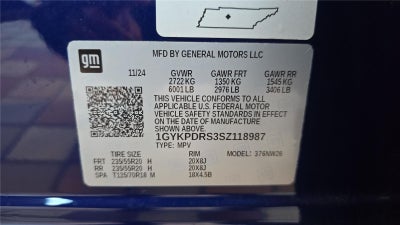 gm
MFD BY GENERAL MOTORS LLC
11/24 GVWR GAWR FRT GAWR RR
2722 KG 1350 KG 1545 KG
6001 LB 2976 LB 3406 LB
THIS VEHICLE CONFORMS TO ALL
APPLICABLE U.S. FEDERAL MOTOR
VEHICLE SAFETY STANDARDS IN EFFECT
ON THE DATE OF MANUFACTURE
1GYKPDRS3SZ118987
TYPE: MPV MODEL: 376NW26
TIRE SIZE RIM
FRT 235/55R20 H 20X8J
RR 235/55R20 H 20X8J
SPA T135/70R18 M 18X4.5B